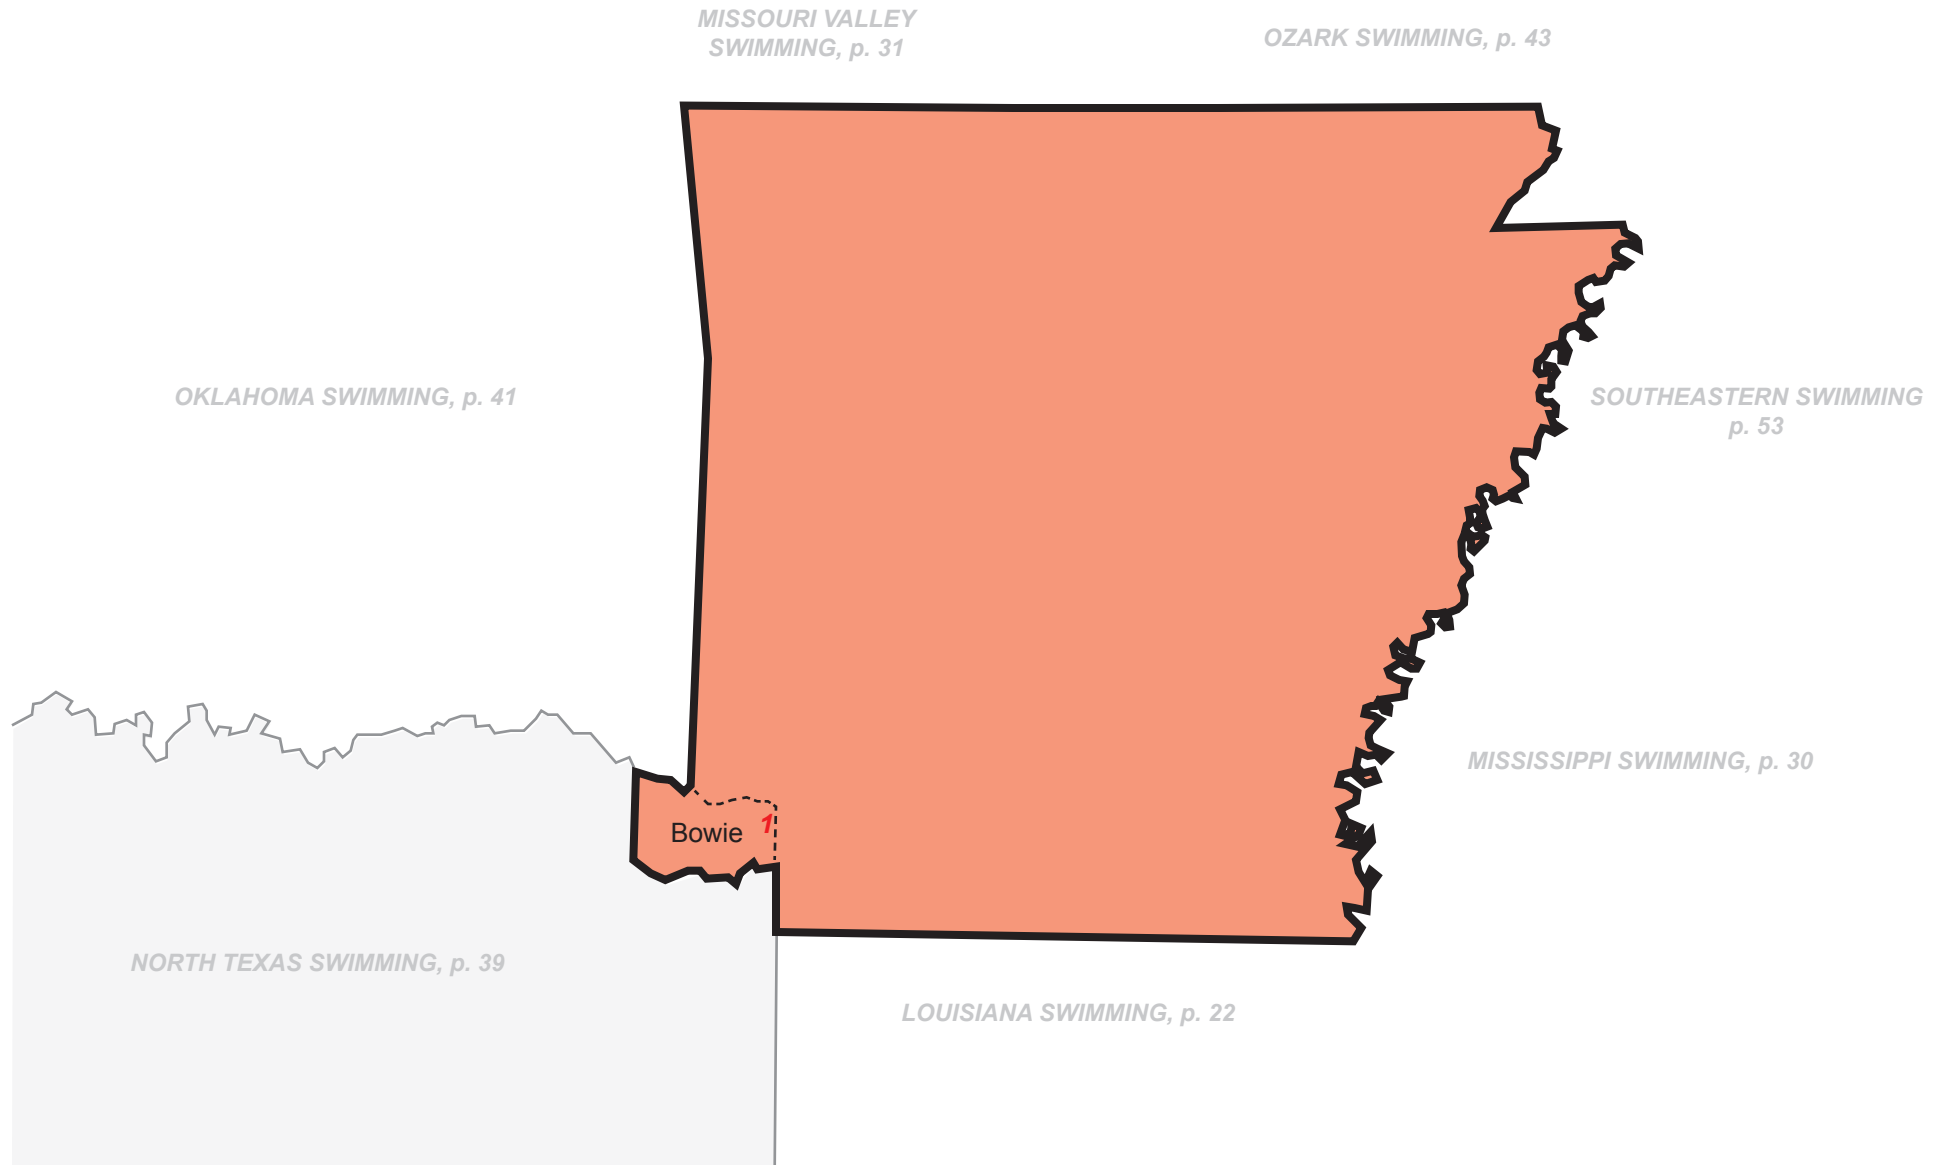 MISSOURI VALLEY
SWIMMING, p. 31
OZARK SWIMMING, p. 43
OKLAHOMA SWIMMING, p. 41
SOUTHEASTERN SWIMMING
p. 53
MISSISSIPPI SWIMMING, p. 30
Bowie 1
NORTH TEXAS SWIMMING, p. 39
LOUISIANA SWIMMING, p. 22